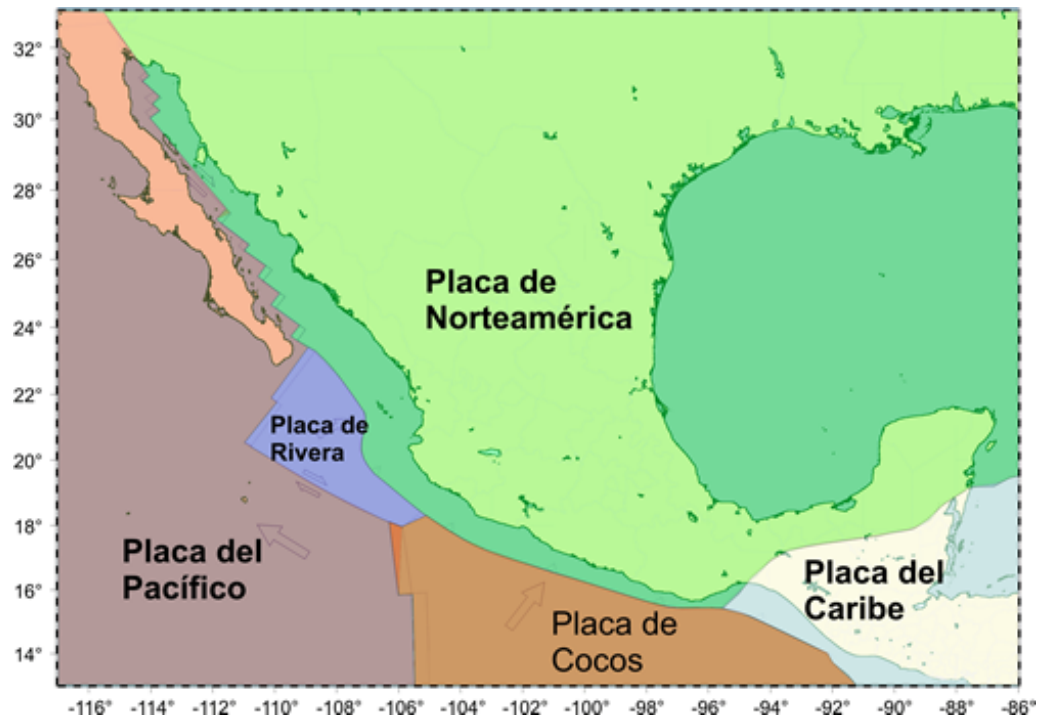 32°
30°
28°
26°
24°
22°
20°
18°
16°
14°
Placa de
Norteamérica
Placa de
Rivera
Placa del
Pacífico
Placa del
Caribe
Placa de
Cocos
-116° -114° -112° -110° -108° -106° -104° -102° -100° -98° -96° -94° -92° -90° -88° -86°